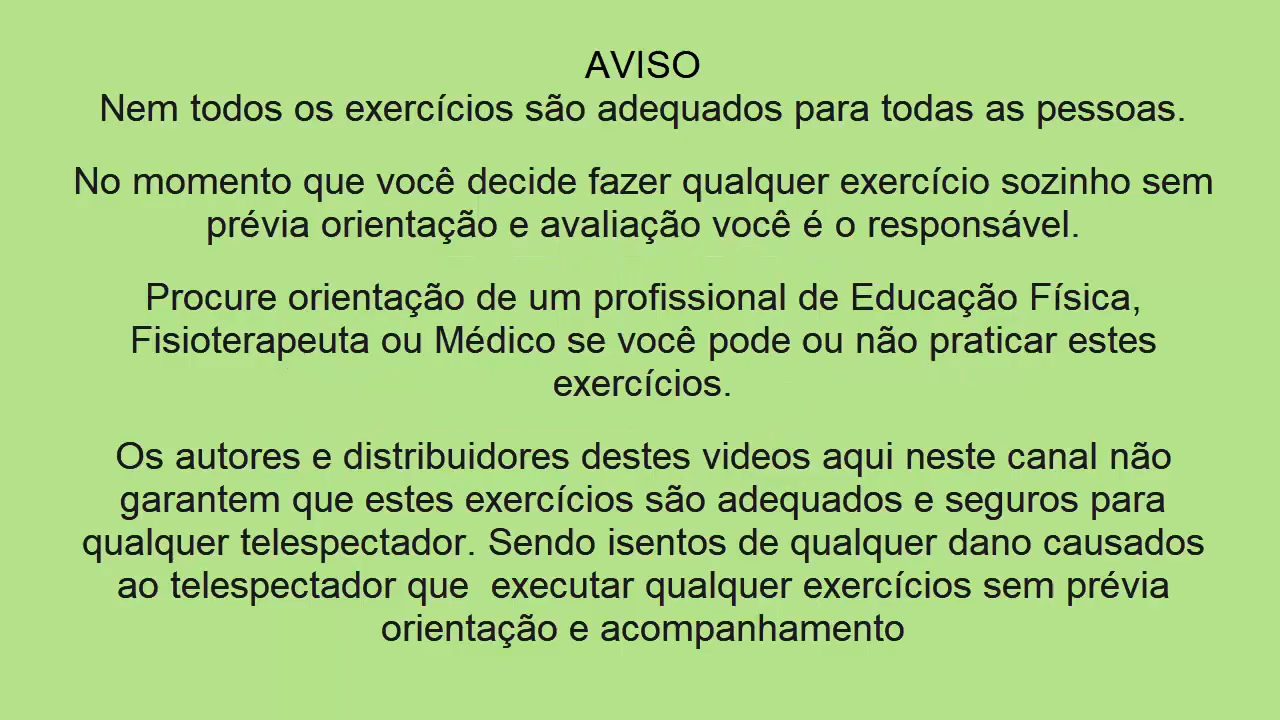 AVISO
Nem todos os exercícios são adequados para todas as pessoas.
No momento que você decide fazer qualquer exercício sozinho sem
prévia orientação e avaliação você é o responsável.
Procure orientação de um profissional de Educação Física,
Fisioterapeuta ou Médico se você pode ou não praticar estes
exercícios.
Os autores e distribuidores destes videos aqui neste canal não
garantem que estes exercícios são adequados e seguros para
qualquer telespectador. Sendo isentos de qualquer dano causados
ao telespectador que  executar qualquer exercícios sem prévia
orientação e acompanhamento